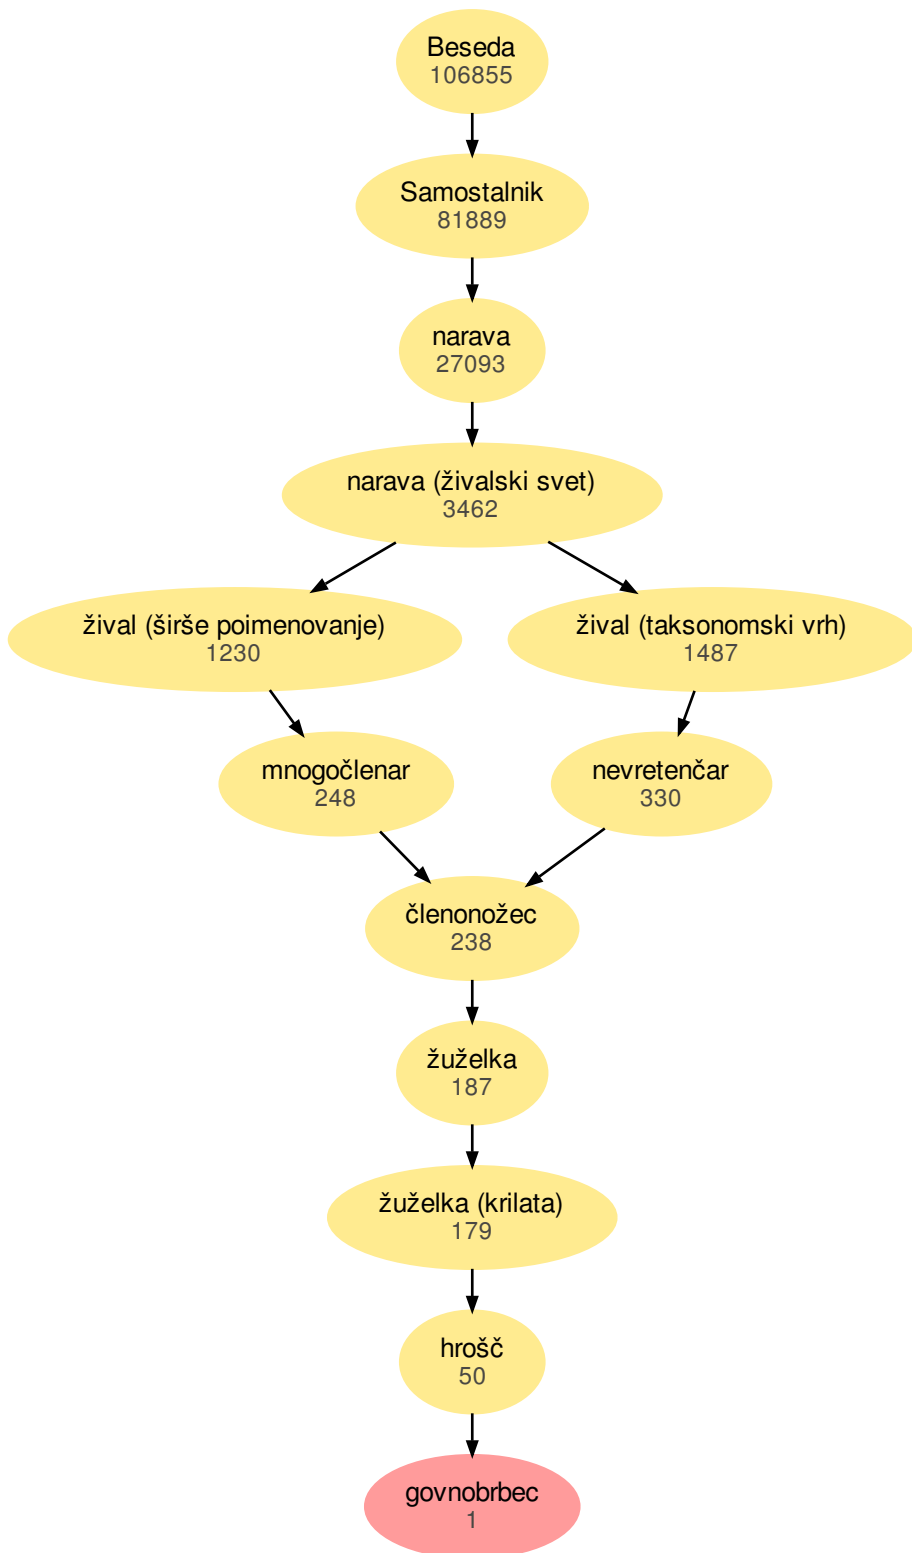 Beseda
106855
Samostalnik
81889
narava
27093
narava (živalski svet)
3462
žival (širše poimenovanje)
1230
žival (taksonomski vrh)
1487
mnogočlenar
248
nevretenčar
330
členonožec
238
žuželka
187
žuželka (krilata)
179
hrošč
50
govnobrbec
1